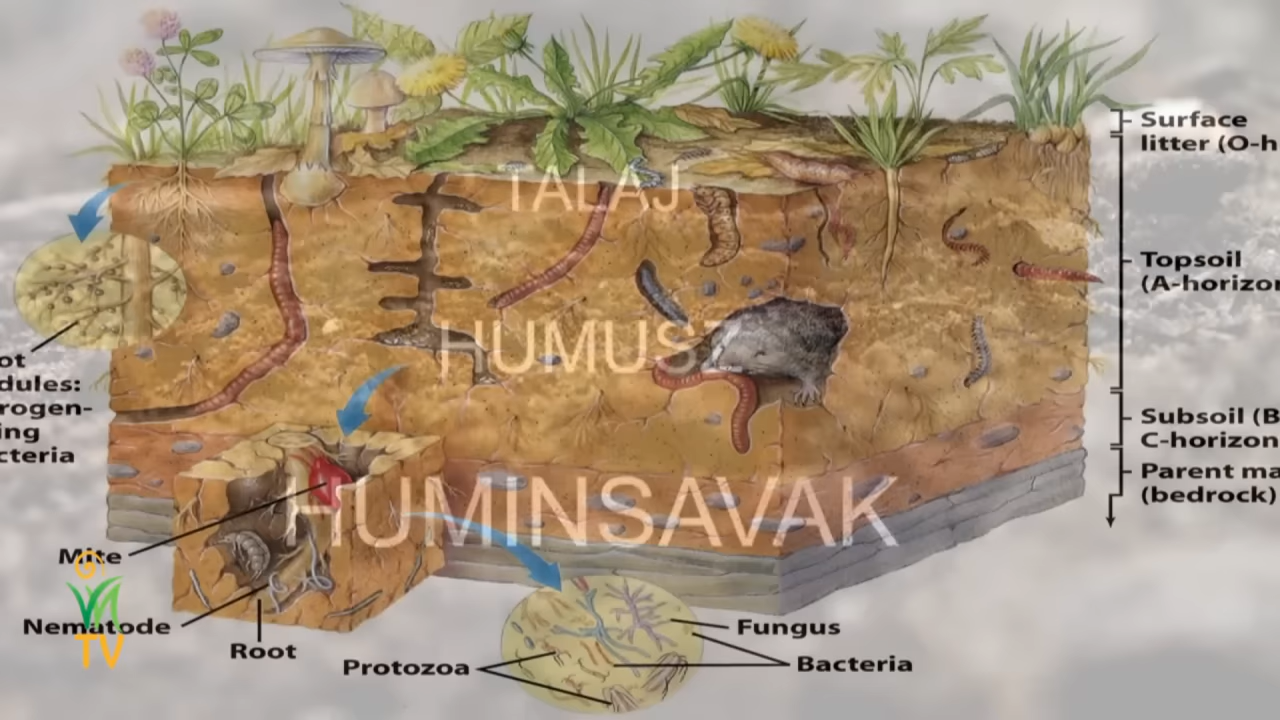 Surface
litter (O-h
TALAJ
Topsoil
(A-horizon
HUMUSZ
ot
dules:
rogen-
ing
cteria
Subsoil (B
C-horizon
Parent ma
(bedrock)
HUMINSAVAK
Mite
Nematode
Root
Protozoa
Fungus
Bacteria
TV